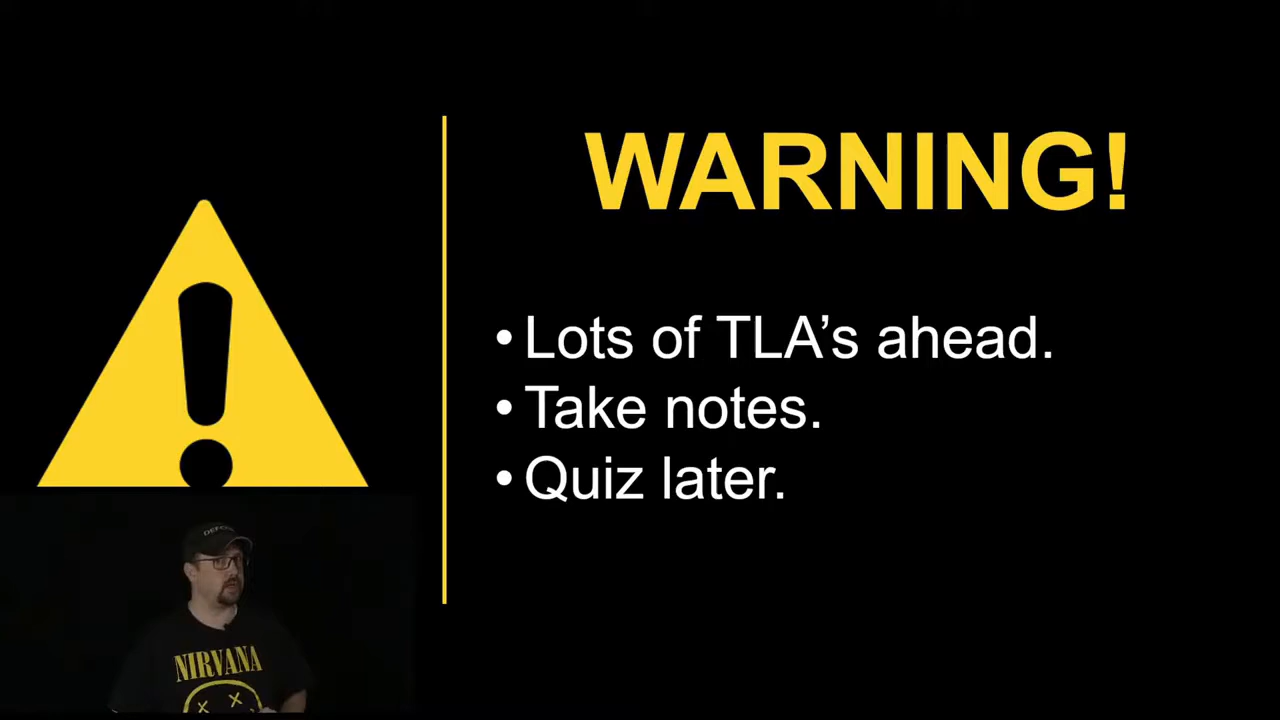 WARNING!
• Lots of TLA’s ahead.
• Take notes.
• Quiz later.
NIRVANA